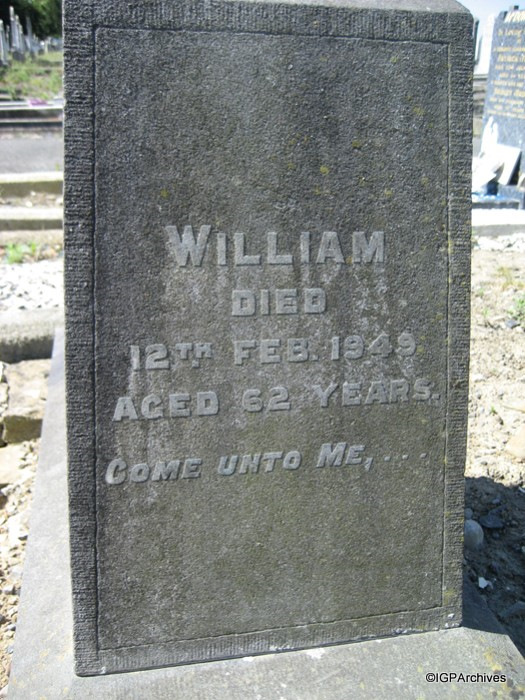 WILLIAM
DIED
12TH FEB. 1949
AGED 62 YEARS.
COME UNTO ME, ...
©IGPArchives